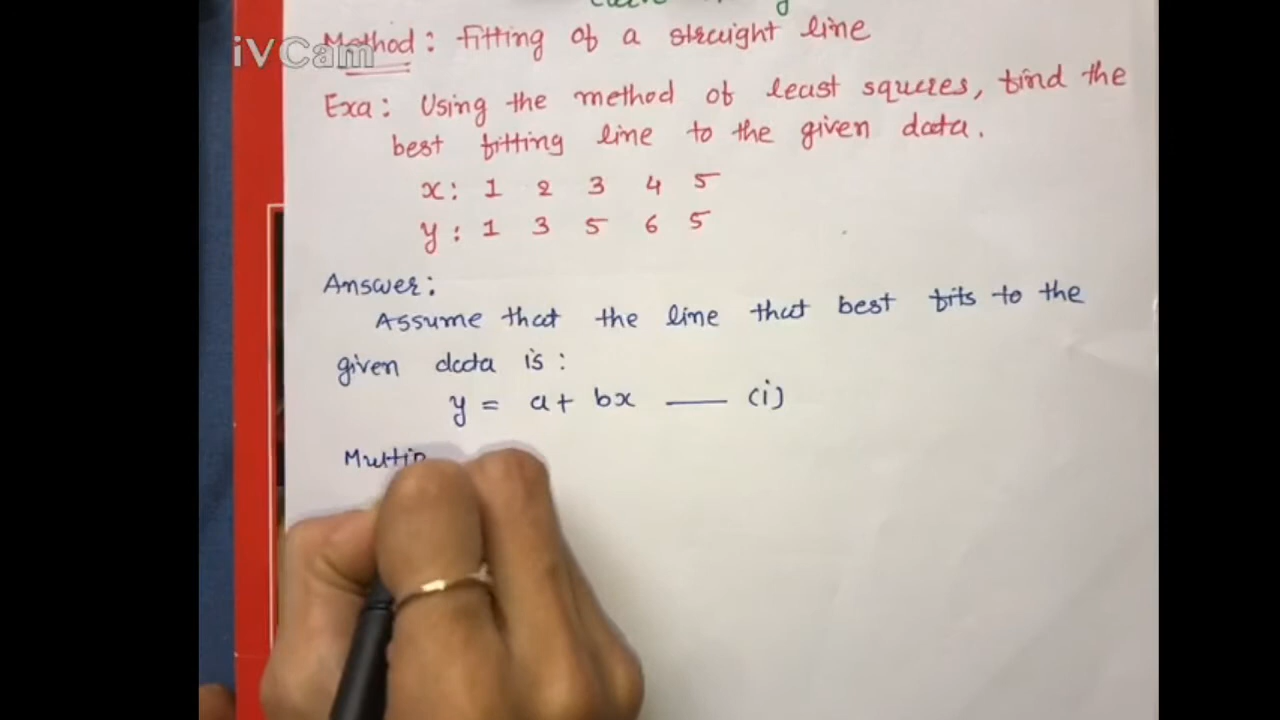 iVCam
Method: fitting of a straight line
Exa: Using the method of least squares, find the
best fitting line to the given data.
x: 1 2 3 4 5
y: 1 3 5 6 5
Answer:
Assume that the line that best fits to the
given data is:
y = a + bx —— (i)
Multip